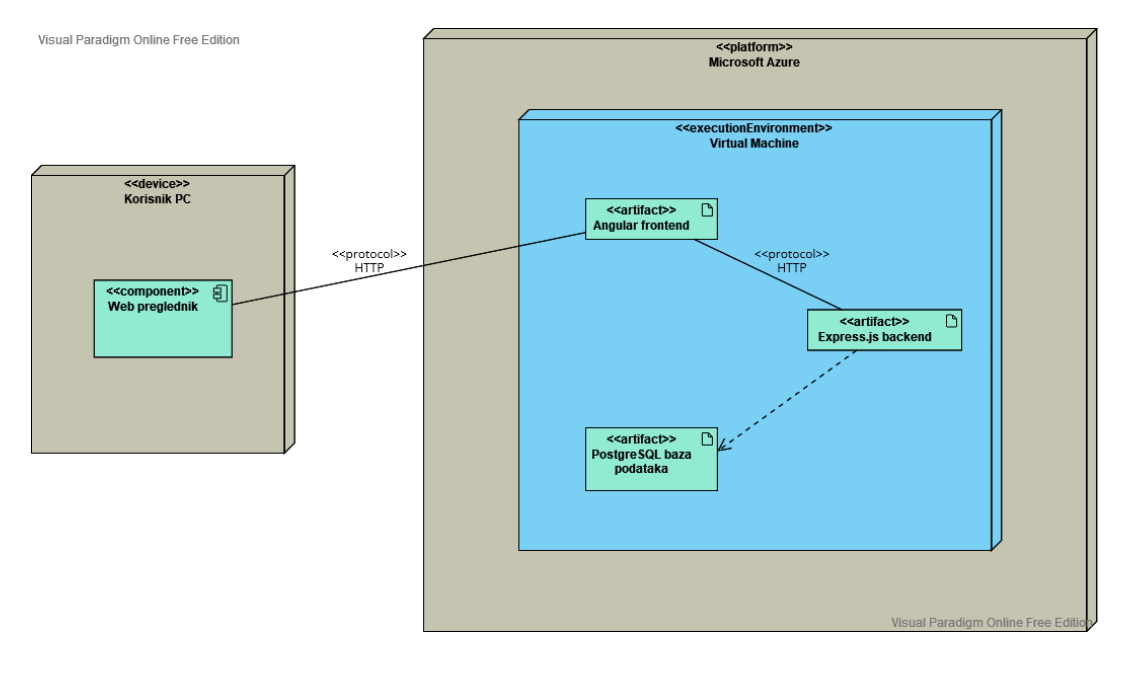 Visual Paradigm Online Free Edition
<<platform>>
Microsoft Azure
<<executionEnvironment>>
Virtual Machine
<<device>>
Korisnik PC
<<artifact>>
Angular frontend
<<protocol>>
HTTP
<<protocol>>
HTTP
<<component>>
Web preglednik
<<artifact>>
Express.js backend
<<artifact>>
PostgreSQL baza
podataka
Visual Paradigm Online Free Edition